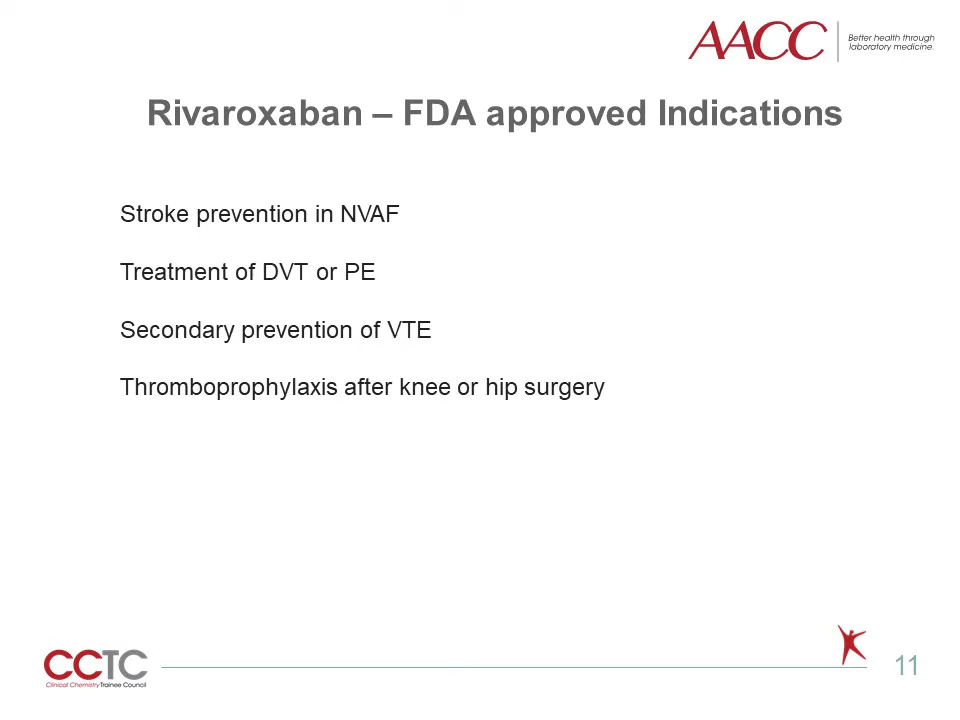 AACC
Better health through
laboratory medicine.
Rivaroxaban – FDA approved Indications
Stroke prevention in NVAF
Treatment of DVT or PE
Secondary prevention of VTE
Thromboprophylaxis after knee or hip surgery
CCTC
Clinical Chemistry Trainee Council
11